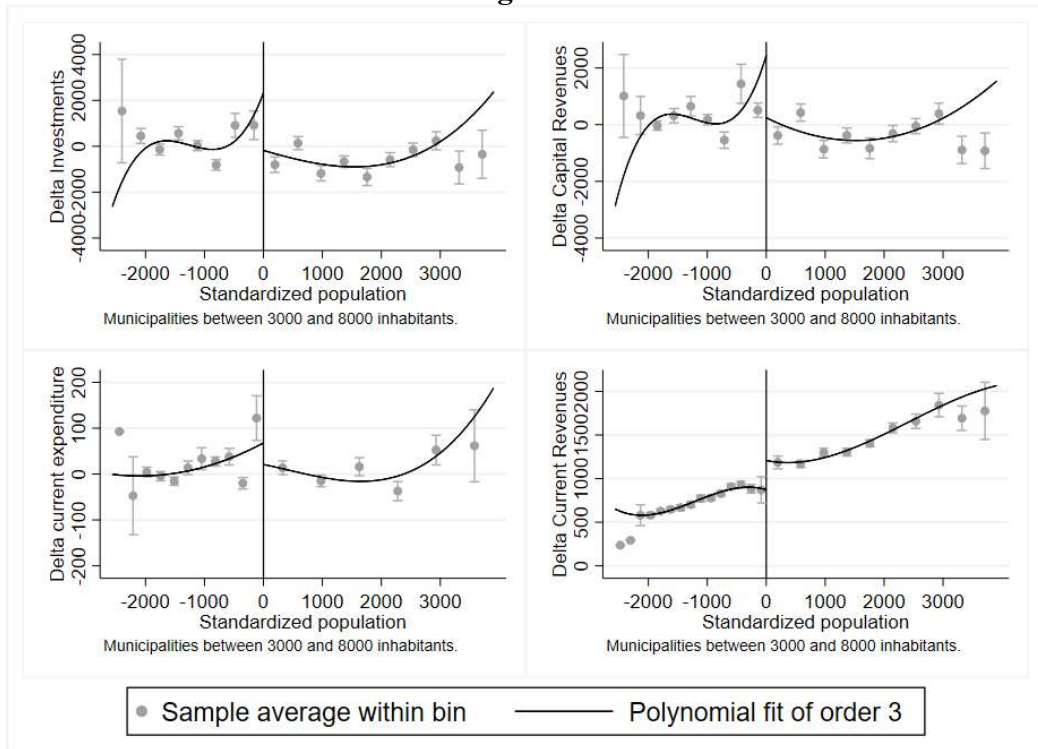 Delta Investments
-4000-2000 0 2000 4000
-2000 -1000 0 1000 2000 3000
Standardized population
Municipalities between 3000 and 8000 inhabitants.
Delta Capital Revenues
-4000 -2000 0 2000
-2000 -1000 0 1000 2000 3000
Standardized population
Municipalities between 3000 and 8000 inhabitants.
Delta current expenditure
-200 -100 0 100 200
-2000 -1000 0 1000 2000 3000
Standardized population
Municipalities between 3000 and 8000 inhabitants.
Delta Current Revenues
0 500 1000 1500 2000
-2000 -1000 0 1000 2000 3000
Standardized population
Municipalities between 3000 and 8000 inhabitants.
Sample average within bin
Polynomial fit of order 3